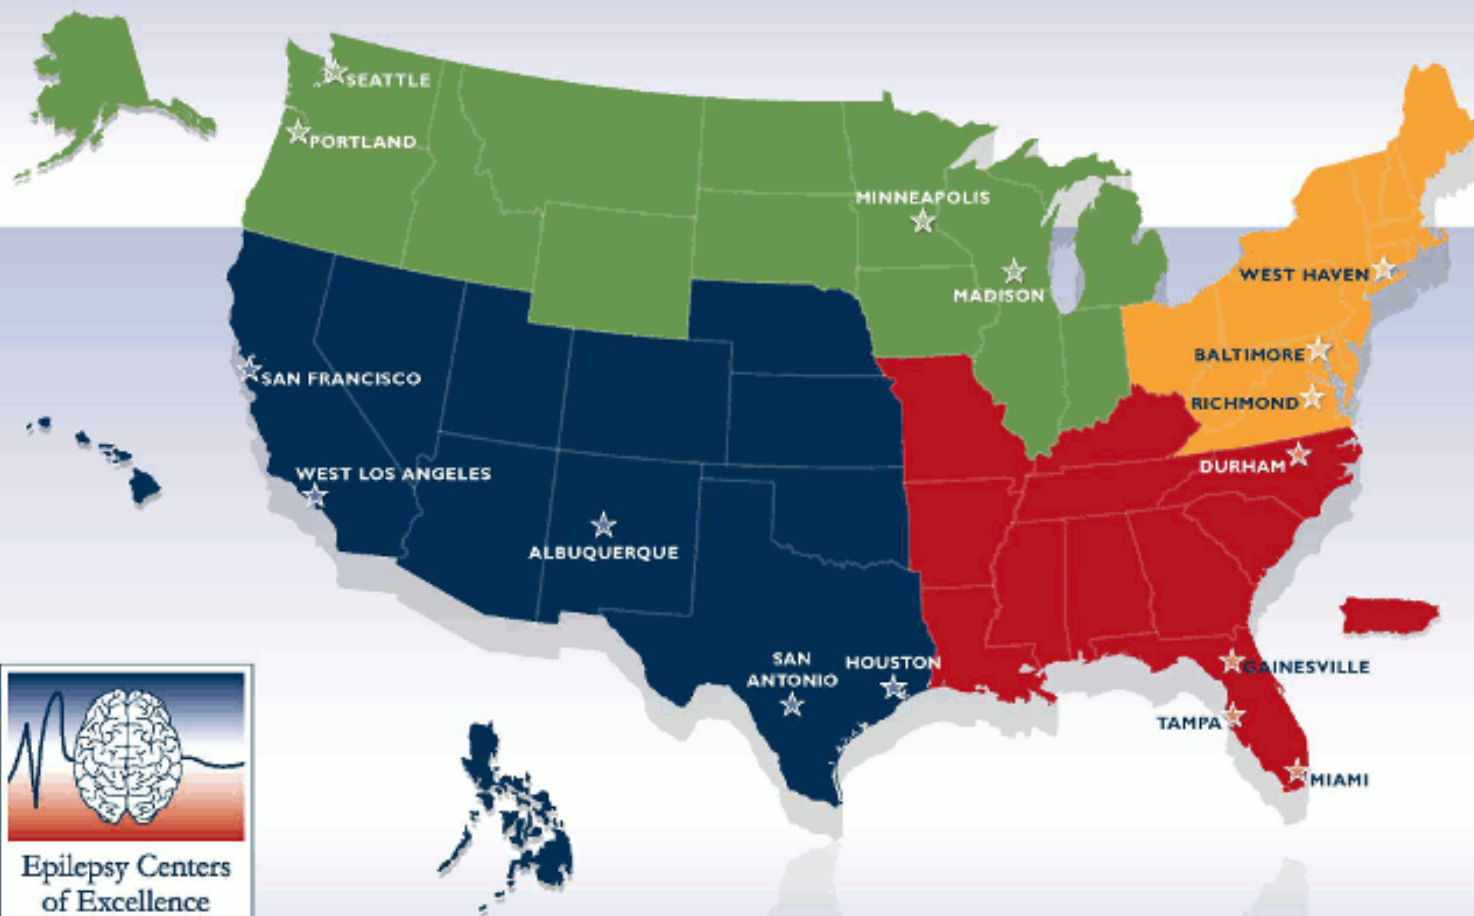 SEATTLE
PORTLAND
MINNEAPOLIS
MADISON
WEST HAVEN
BALTIMORE
RICHMOND
SAN FRANCISCO
DURHAM
WEST LOS ANGELES
ALBUQUERQUE
SAN
ANTONIO
HOUSTON
GAINESVILLE
TAMPA
MIAMI
Epilepsy Centers
of Excellence